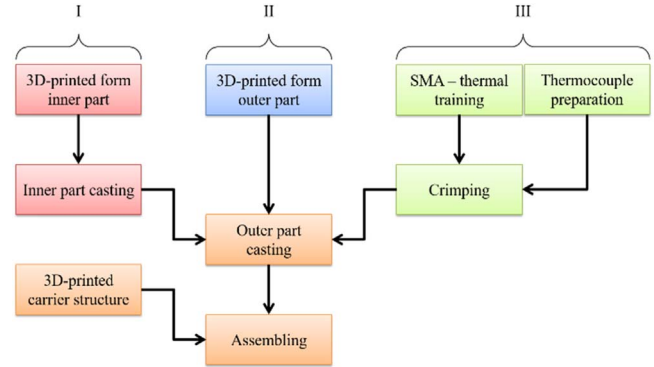 I
II
III
3D-printed form
inner part
3D-printed form
outer part
SMA – thermal
training
Thermocouple
preparation
Inner part casting
Crimping
Outer part
casting
3D-printed
carrier structure
Assembling